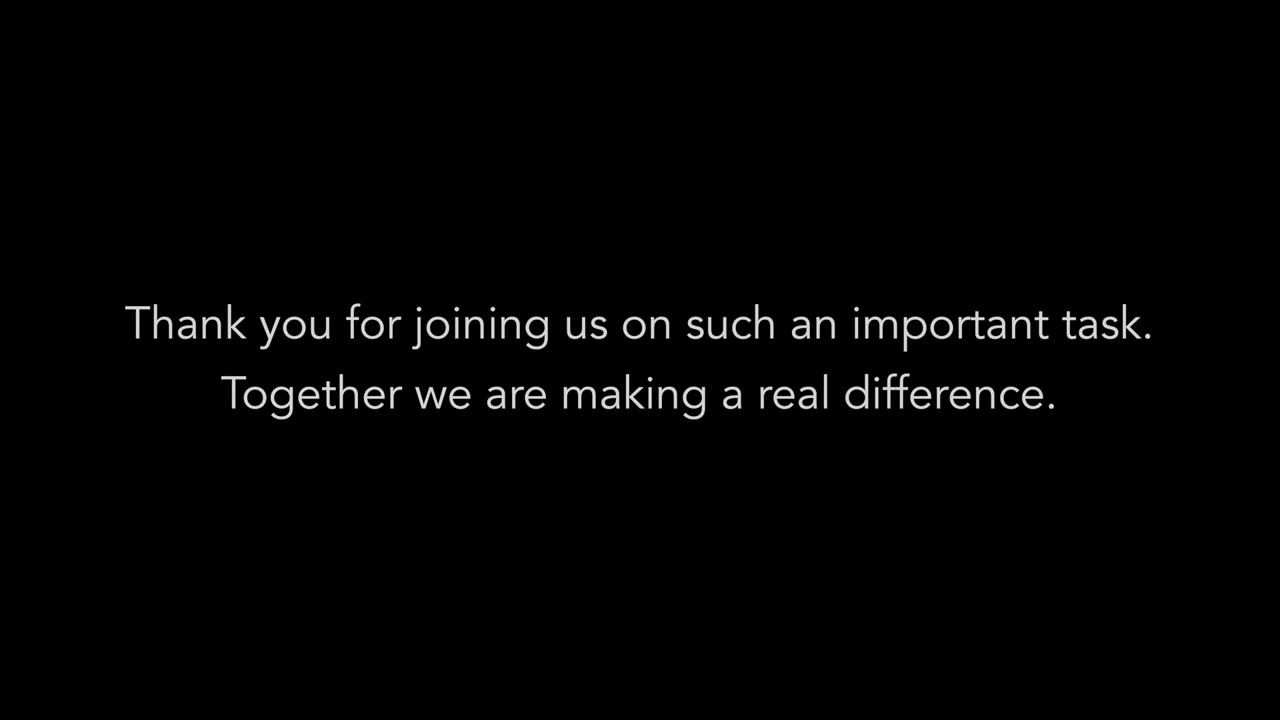 Thank you for joining us on such an important task.
Together we are making a real difference.